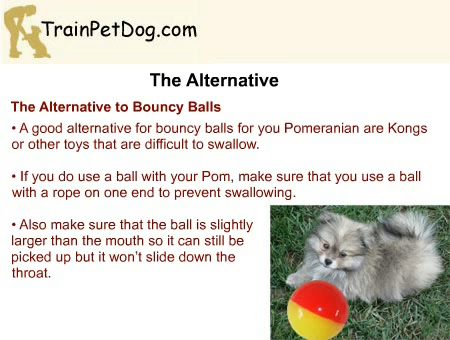 TrainPetDog.com
The Alternative
The Alternative to Bouncy Balls
• A good alternative for bouncy balls for you Pomeranian are Kongs
or other toys that are difficult to swallow.
• If you do use a ball with your Pom, make sure that you use a ball
with a rope on one end to prevent swallowing.
• Also make sure that the ball is slightly
larger than the mouth so it can still be
picked up but it won't slide down the
throat.